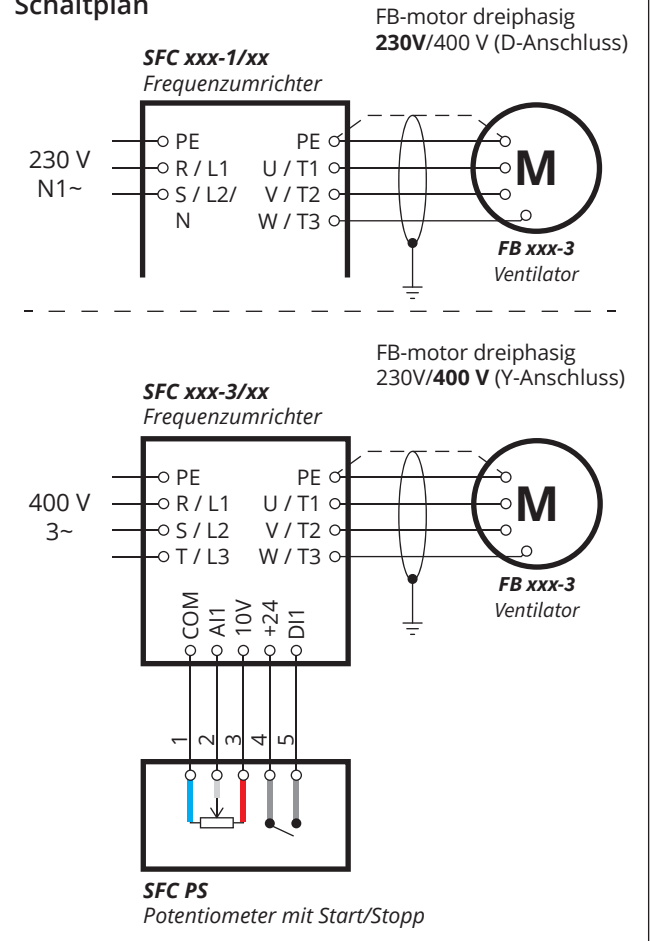 Schaltplan
FB-motor dreiphasig
230V/400 V (D-Anschluss)
SFC xxx-1/xx
Frequenzumrichter
230 V
N1~
PE
R / L1
S / L2/
N
PE
U / T1
V / T2
W / T3
M
FB xxx-3
Ventilator
FB-motor dreiphasig
230V/400 V (Y-Anschluss)
SFC xxx-3/xx
Frequenzumrichter
400 V
3~
PE
R / L1
S / L2
T / L3
PE
U / T1
V / T2
W / T3
M
FB xxx-3
Ventilator
COM
AI1
10V
+24
DI1
1
2
3
4
5
SFC PS
Potentiometer mit Start/Stopp